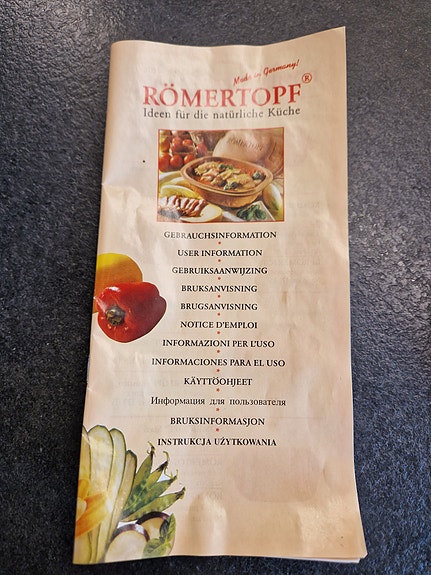 Made in Germany!
RÖMERTOPF®
Ideen für die natürliche Küche
GEBRAUCHSINFORMATION
USER INFORMATION
GEBRUIKSAANWIJZING
BRUKSANVISNING
BRUGSANVISNING
NOTICE D'EMPLOI
INFORMAZIONI PER L'USO
INFORMACIONES PARA EL USO
KÄYTTÖOHJEET
Информация для пользователя
BRUKSINFORMASJON
INSTRUKCJA UŻYTKOWANIA